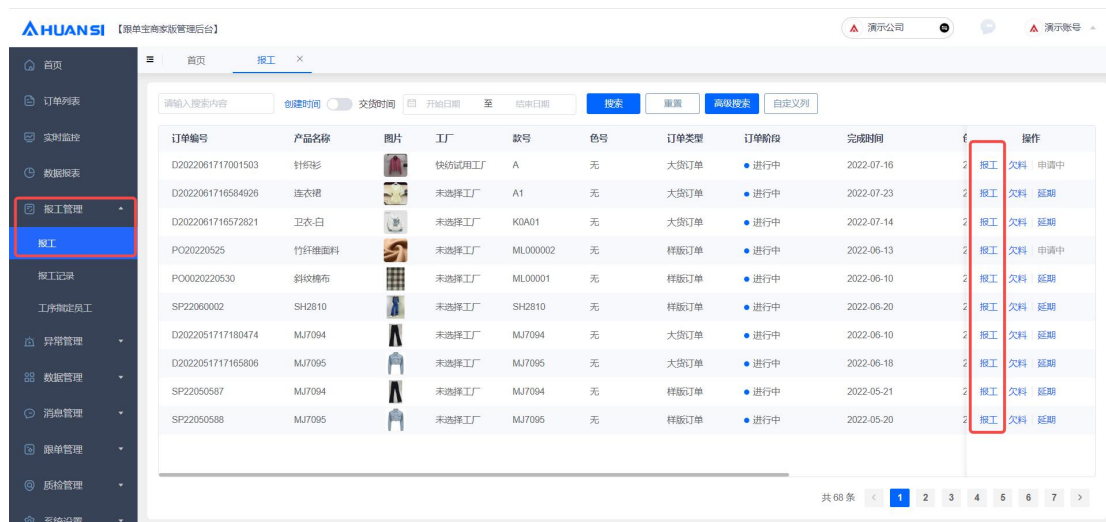 HUANSI 【跟单宝商家版管理后台】 演示公司 演示账号
首页
订单列表
实时监控
数据报表
报工管理
报工
报工记录
工序指定员工
异常管理
数据管理
消息管理
跟单管理
质检管理
系统设置
首页 报工 ×
请输入搜索内容 创建时间 交货时间 开始日期 至 结束日期 搜索 重置 高级搜索 自定义列
订单编号 产品名称 图片 工厂 款号 色号 订单类型 订单阶段 完成时间 操作
D2022061717001503 针织衫 快纺试用工厂 A 无 大货订单 进行中 2022-07-16 2 报工 欠料 申请中
D2022061716584926 连衣裙 未选择工厂 A1 无 大货订单 进行中 2022-07-23 2 报工 欠料 延期
D2022061716572821 卫衣-白 未选择工厂 K0A01 无 大货订单 进行中 2022-07-14 2 报工 欠料 延期
PO20220525 竹纤维面料 未选择工厂 ML000002 无 样版订单 进行中 2022-06-13 2 报工 欠料 申请中
PO0020220530 斜纹棉布 未选择工厂 ML00001 无 样版订单 进行中 2022-06-10 2 报工 欠料 延期
SP22060002 SH2810 未选择工厂 SH2810 无 样版订单 进行中 2022-06-20 2 报工 欠料 延期
D2022051717180474 MJ7094 未选择工厂 MJ7094 无 大货订单 进行中 2022-06-10 2 报工 欠料 延期
D2022051717165806 MJ7095 未选择工厂 MJ7095 无 大货订单 进行中 2022-06-18 2 报工 欠料 延期
SP22050587 MJ7094 未选择工厂 MJ7094 无 样版订单 进行中 2022-05-21 2 报工 欠料 延期
SP22050588 MJ7095 未选择工厂 MJ7095 无 样版订单 进行中 2022-05-20 2 报工 欠料 延期
共 68 条 < 1 2 3 4 5 6 7 >